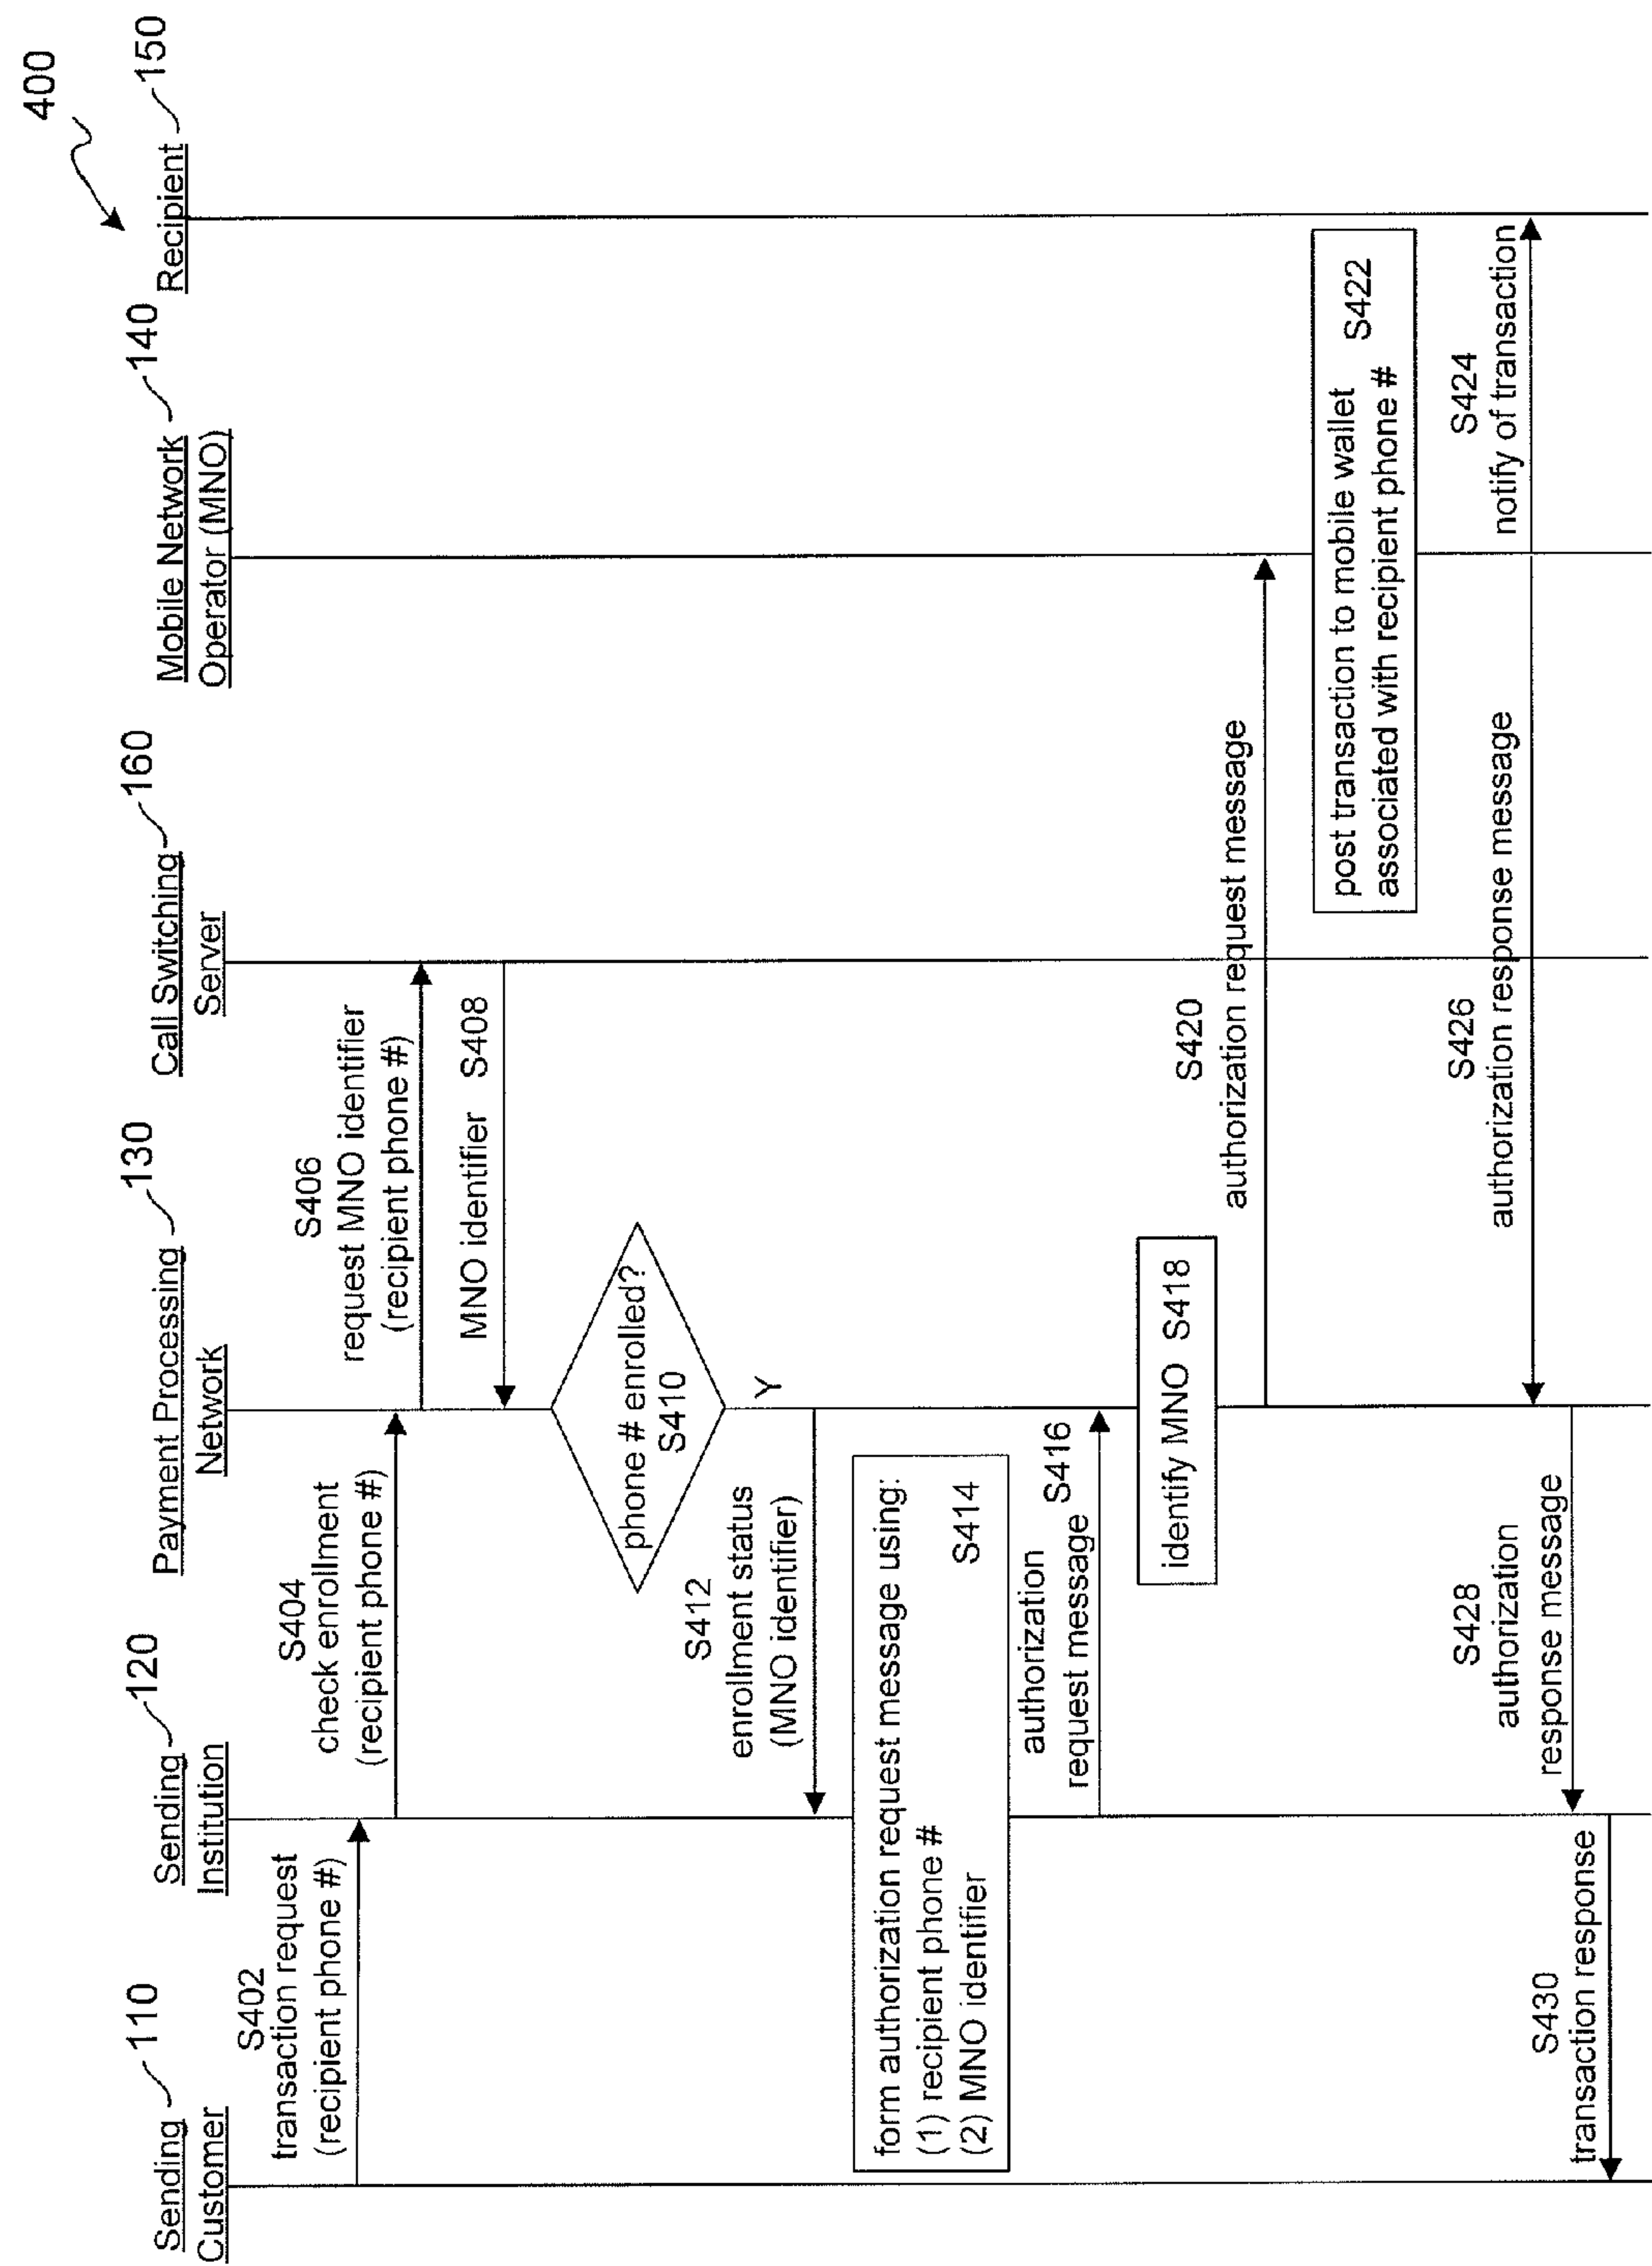 400
Sending
Customer
110
Sending
Institution
120
Payment Processing
Network
130
Call Switching
Server
160
Mobile Network
Operator (MNO)
140
Recipient
150
S402
transaction request
(recipient phone #)
S404
check enrollment
(recipient phone #)
S406
request MNO identifier
(recipient phone #)
MNO identifier S408
phone # enrolled?
S410
Y
S412
enrollment status
(MNO identifier)
form authorization request message using:
(1) recipient phone #
(2) MNO identifier S414
authorization
request message S416
identify MNO S418
S420
authorization request message
post transaction to mobile wallet
associated with recipient phone # S422
S424
notify of transaction
S426
authorization response message
S428
authorization
response message
S430
transaction response